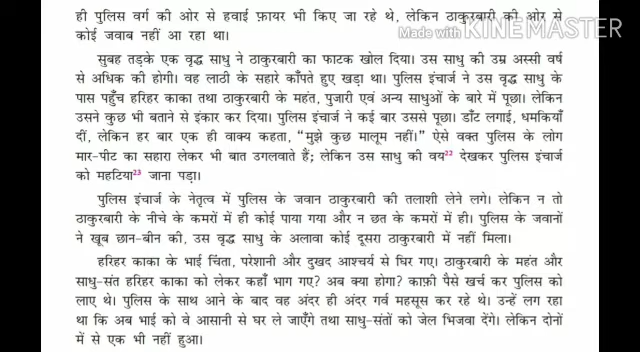 ही पुलिस वर्ग की ओर से हवाई फ़ायर भी किए जा रहे थे, लेकिन ठाकुरबारी की ओर से
कोई जवाब नहीं आ रहा था।
Made with KINEMASTER
सुबह तड़के एक वृद्ध साधु ने ठाकुरबारी का फाटक खोल दिया। उस साधु की उम्र अस्सी वर्ष
से अधिक की होगी। वह लाठी के सहारे काँपते हुए खड़ा था। पुलिस इंचार्ज ने उस वृद्ध साधु के
पास पहुँच हरिहर काका तथा ठाकुरबारी के महंत, पुजारी एवं अन्य साधुओं के बारे में पूछा। लेकिन
उसने कुछ भी बताने से इंकार कर दिया। पुलिस इंचार्ज ने कई बार उससे पूछा। डाँट लगाई, धमकियाँ
दीं, लेकिन हर बार एक ही वाक्य कहता, “मुझे कुछ मालूम नहीं।” ऐसे वक्त पुलिस के लोग
मार-पीट का सहारा लेकर भी बात उगलवाते हैं; लेकिन उस साधु की वय²² देखकर पुलिस इंचार्ज
को महटिया²³ जाना पड़ा।
पुलिस इंचार्ज के नेतृत्व में पुलिस के जवान ठाकुरबारी की तलाशी लेने लगे। लेकिन न तो
ठाकुरबारी के नीचे के कमरों में ही कोई पाया गया और न छत के कमरों में ही। पुलिस के जवानों
ने खूब छान-बीन की, उस वृद्ध साधु के अलावा कोई दूसरा ठाकुरबारी में नहीं मिला।
हरिहर काका के भाई चिंता, परेशानी और दुखद आश्चर्य से घिर गए। ठाकुरबारी के महंत और
साधु-संत हरिहर काका को लेकर कहाँ भाग गए? अब क्या होगा? काफ़ी पैसे खर्च कर पुलिस को
लाए थे। पुलिस के साथ आने के बाद वह अंदर ही अंदर गर्व महसूस कर रहे थे। उन्हें लग रहा
था कि अब भाई को वे आसानी से घर ले जाएँगे तथा साधु-संतों को जेल भिजवा देंगे। लेकिन दोनों
में से एक भी नहीं हुआ।